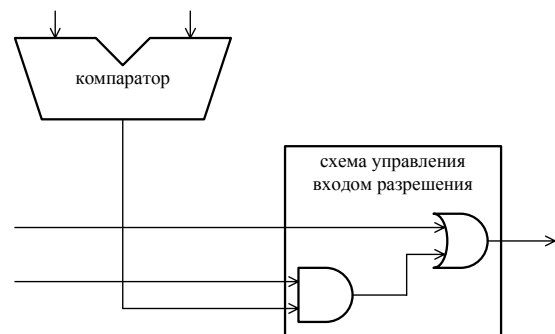 компаратор
схема управления
входом разрешения